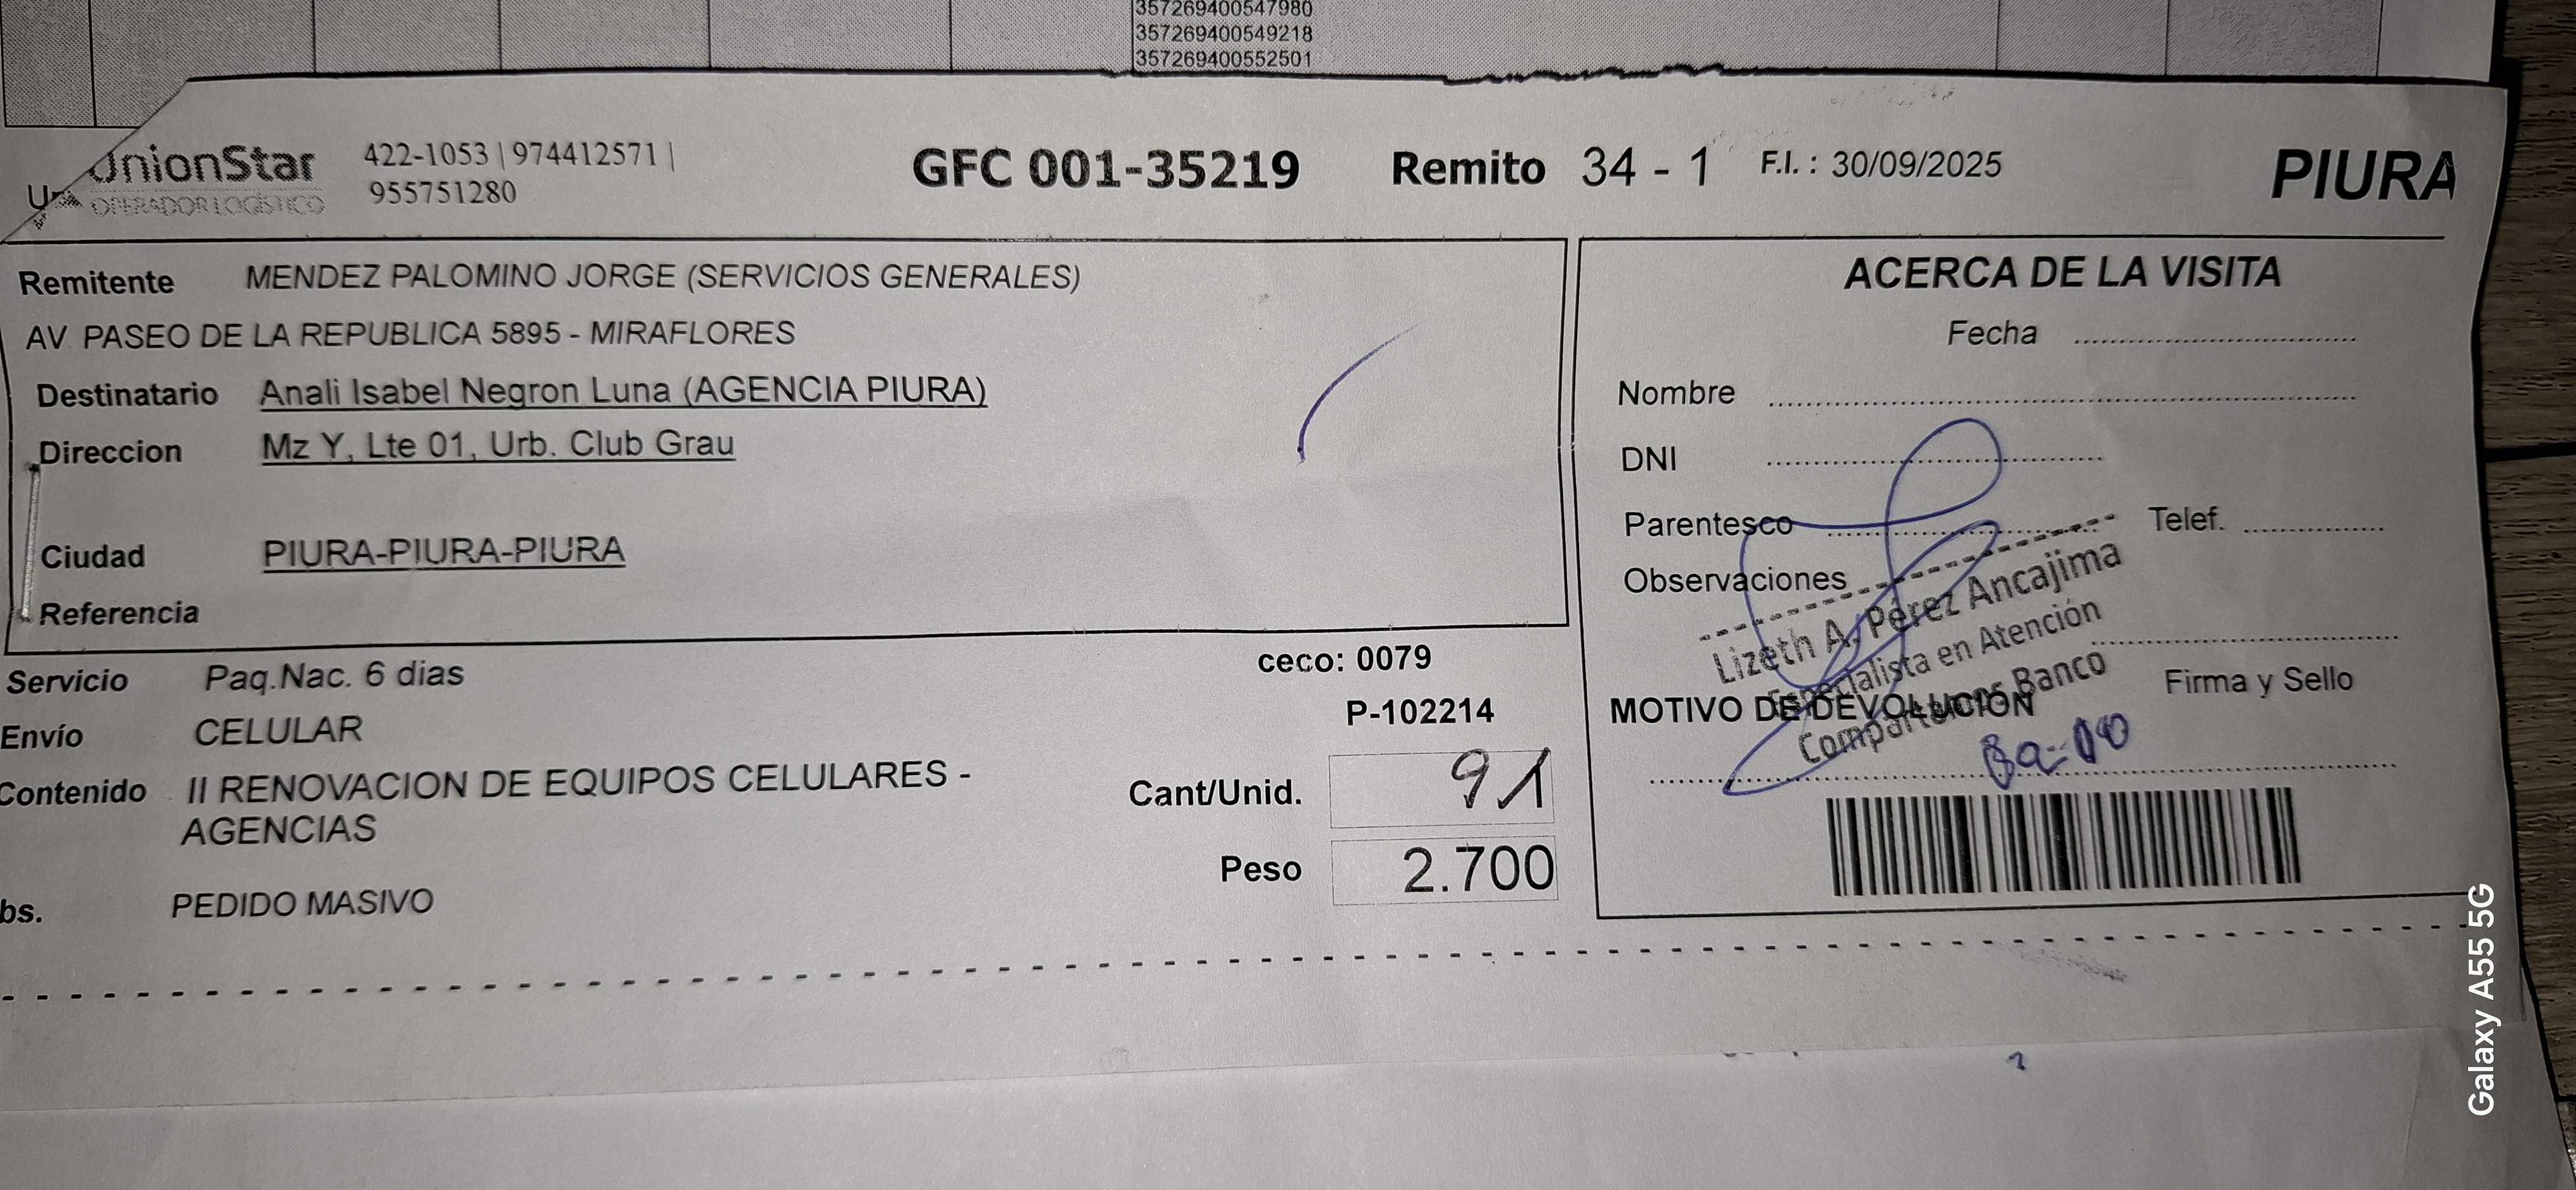 357269400547980
357269400549218
357269400552501
UnionStar
OPERADOR LOGÍSTICO
422-1053 | 974412571 |
955751280
GFC 001-35219 Remito 34 - 1 F.I. : 30/09/2025 PIURA
Remitente MENDEZ PALOMINO JORGE (SERVICIOS GENERALES)
AV. PASEO DE LA REPUBLICA 5895 - MIRAFLORES
Destinatario Anali Isabel Negron Luna (AGENCIA PIURA)
Direccion Mz Y, Lte 01, Urb. Club Grau
Ciudad PIURA-PIURA-PIURA
Referencia
Servicio Paq.Nac. 6 dias
ceco: 0079
P-102214
Envío CELULAR
Contenido II RENOVACION DE EQUIPOS CELULARES -
AGENCIAS
Cant/Unid. 91
Peso 2.700
bs. PEDIDO MASIVO
ACERCA DE LA VISITA
Fecha
Nombre
DNI
Parentesco Telef.
Observaciones
Lizeth A. Pérez Ancajima
Especialista en Atención
Compartamos Banco
Firma y Sello
MOTIVO DE DEVOLUCIÓN
Galaxy A55 5G